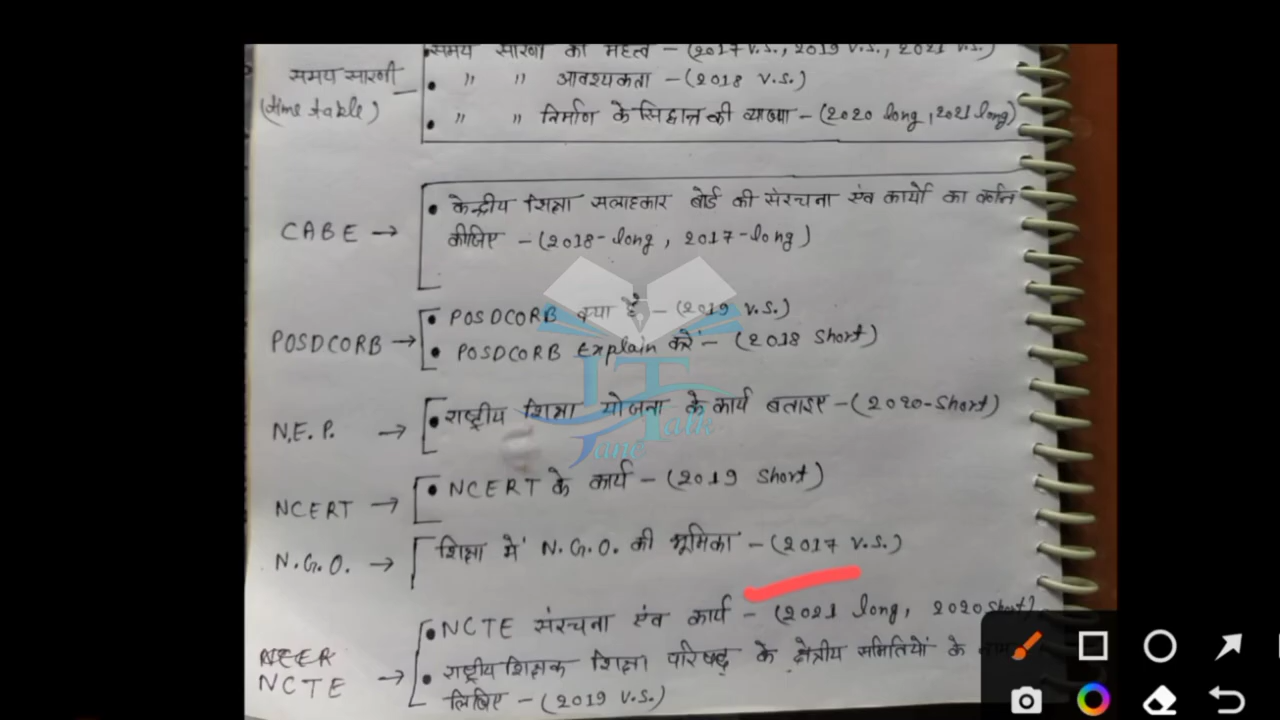 समय सारणी का महत्व - (2017 V.S., 2019 V.S., 2021 V.S.)
समय सारणी
(time table)
" " आवश्यकता - (2018 V.S.)
" " निर्माण के सिद्धान्त की व्याख्या - (2020 long, 2021 long)
CABE →
• केन्द्रीय शिक्षा सलाहकार बोर्ड की संरचना एंव कार्यो का वर्णन
कीजिए - (2018- long, 2017-long)
POSDCORB →
• POSDCORB क्या है - (2019 V.S.)
• POSDCORB Explain करें - (2018 Short)
N.E.P. →
• राष्ट्रीय शिक्षा योजना के कार्य बताइए - (2020-Short)
NCERT →
• NCERT के कार्य - (2019 Short)
N.G.O. →
शिक्षा में N.G.O. की भूमिका - (2017 V.S.)
NCTE →
• NCTE संरचना एंव कार्य - (2021 long, 2020 Short)
• राष्ट्रीय शिक्षक शिक्षा परिषद् के क्षेत्रीय समितियों के नाम
लिखिए - (2019 V.S.)
JT
Jano Talk